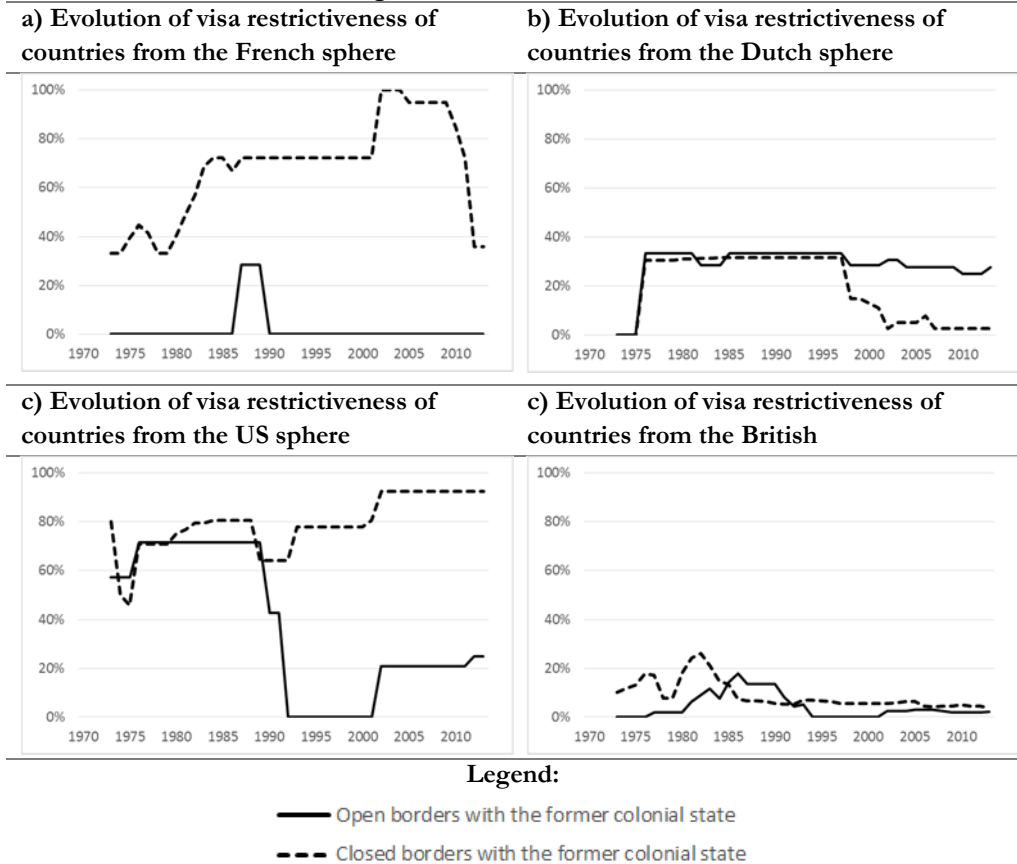 a) Evolution of visa restrictiveness of
countries from the French sphere
b) Evolution of visa restrictiveness of
countries from the Dutch sphere
100%
80%
60%
40%
20%
0%
1970 1975 1980 1985 1990 1995 2000 2005 2010
100%
80%
60%
40%
20%
0%
1970 1975 1980 1985 1990 1995 2000 2005 2010
c) Evolution of visa restrictiveness of
countries from the US sphere
c) Evolution of visa restrictiveness of
countries from the British
100%
80%
60%
40%
20%
0%
1970 1975 1980 1985 1990 1995 2000 2005 2010
100%
80%
60%
40%
20%
0%
1970 1975 1980 1985 1990 1995 2000 2005 2010
Legend:
Open borders with the former colonial state
Closed borders with the former colonial state